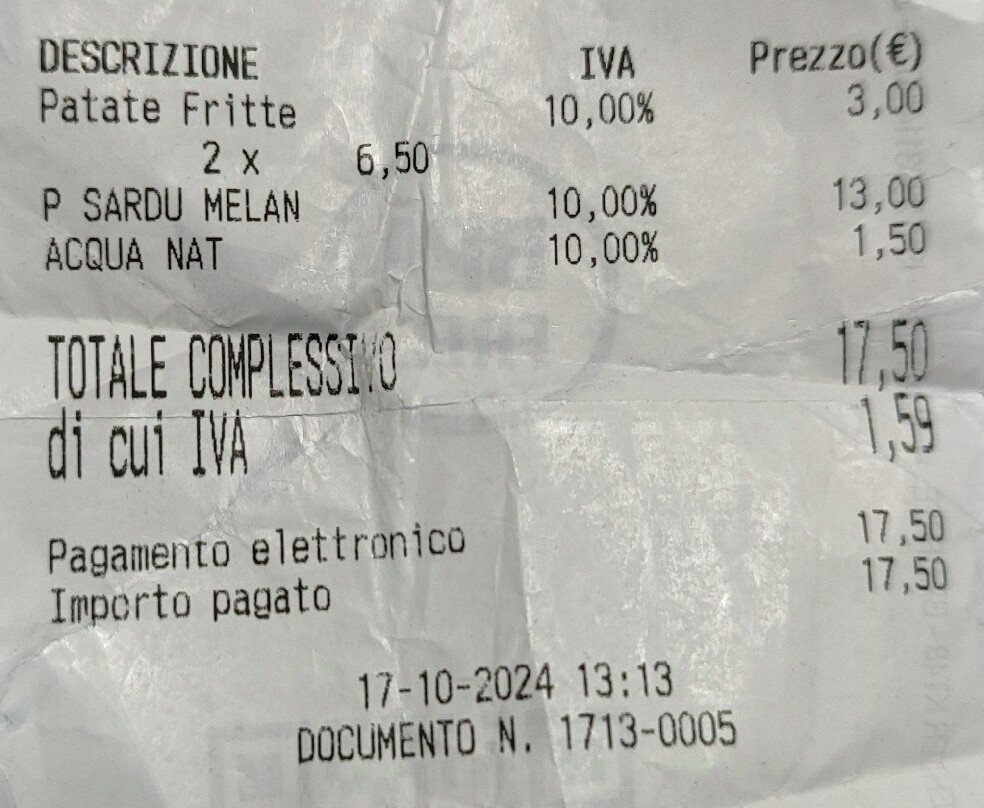 DESCRIZIONE IVA Prezzo(€)
Patate Fritte 10,00% 3,00
2 x 6,50
P SARDU MELAN 10,00% 13,00
ACQUA NAT 10,00% 1,50
TOTALE COMPLESSIVO 17,50
di cui IVA 1,59
Pagamento elettronico 17,50
Importo pagato 17,50
17-10-2024 13:13
DOCUMENTO N. 1713-0005